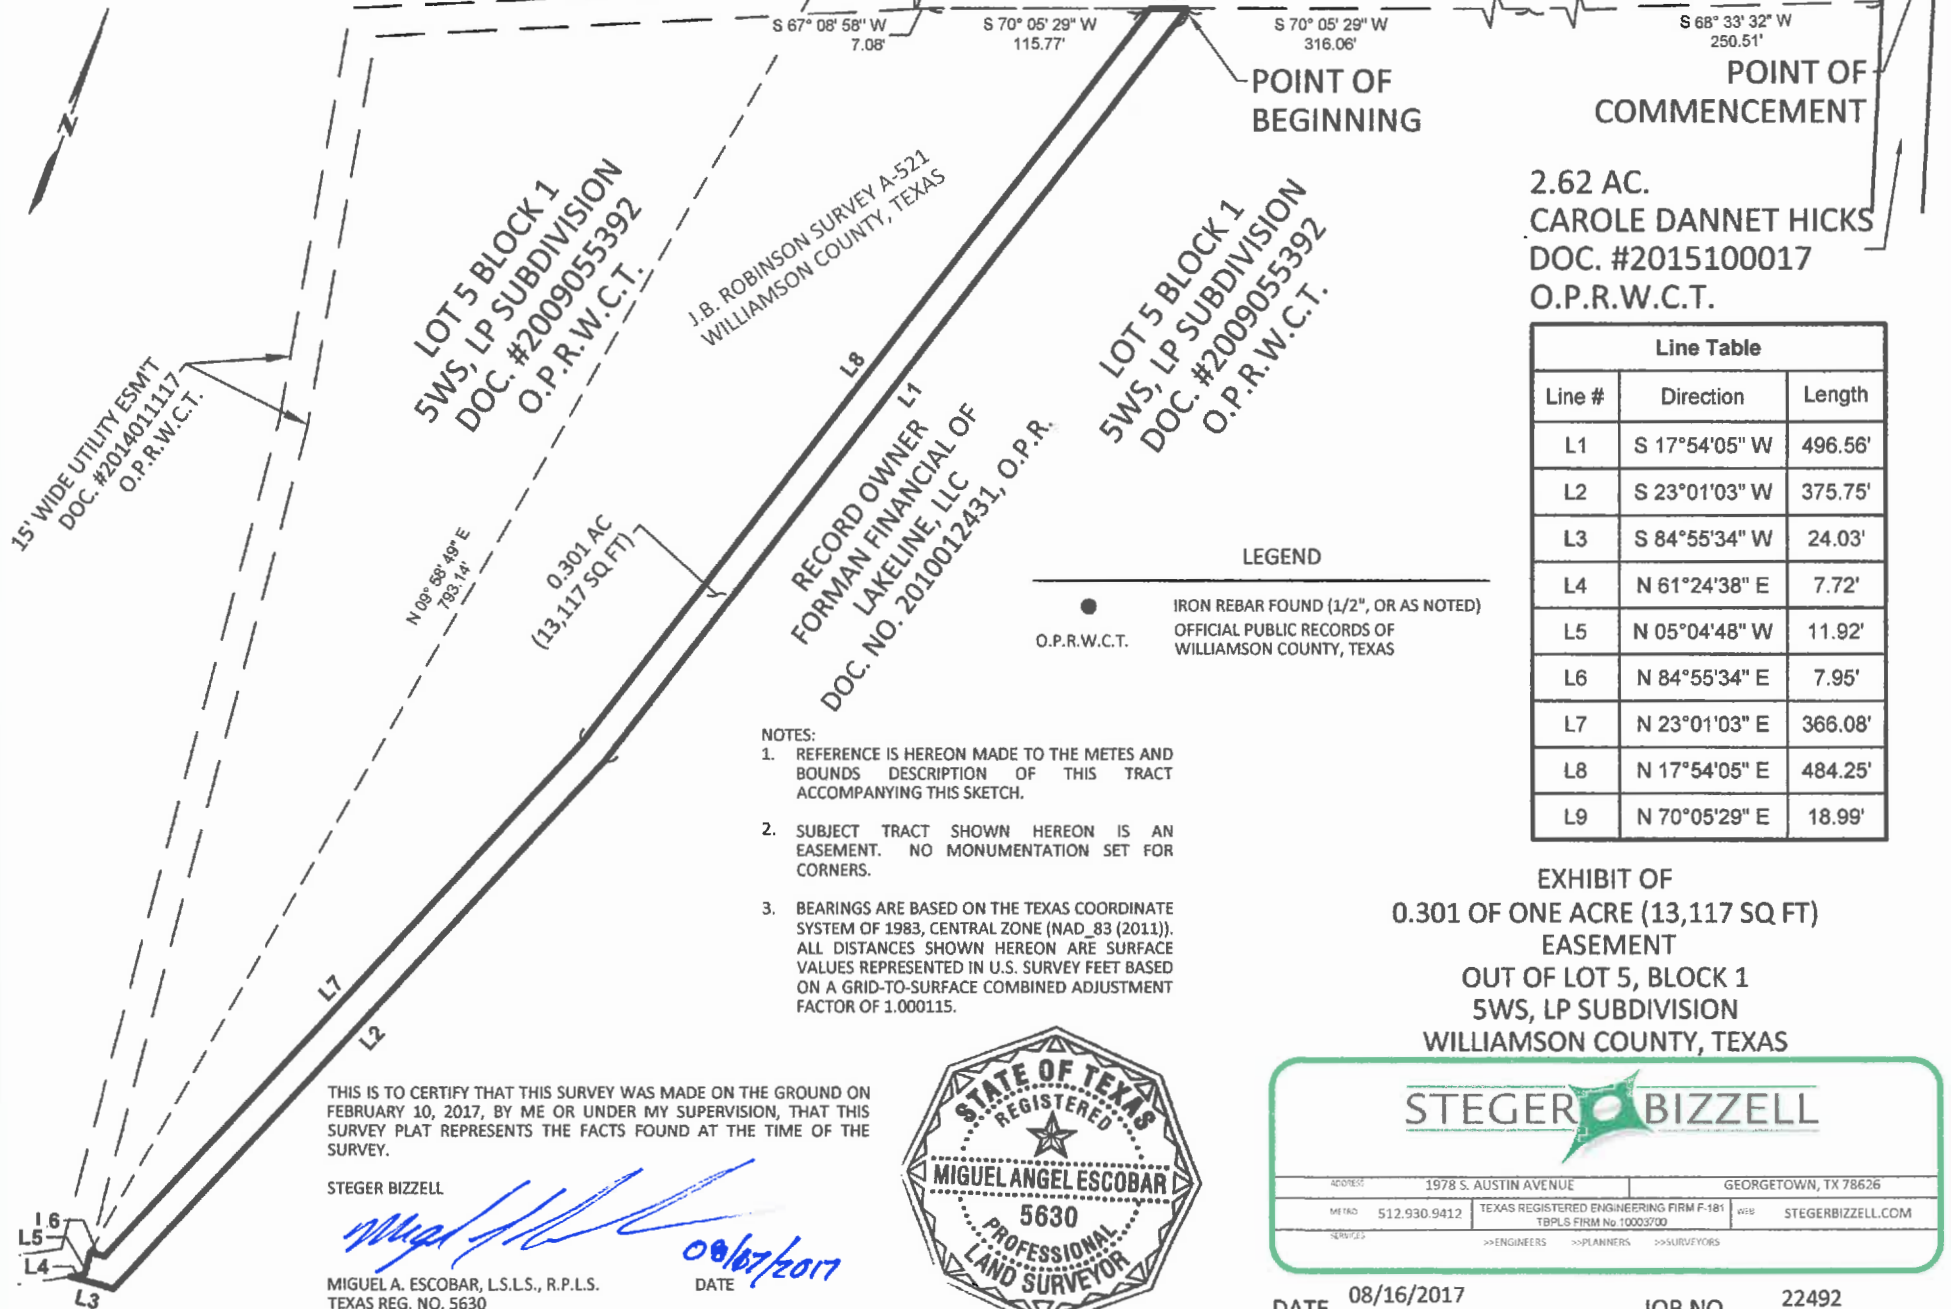 S 67° 08' 58" W
7.08'
S 70° 05' 29" W
115.77'
S 70° 05' 29" W
316.06'
S 68° 33' 32" W
250.51'
POINT OF
BEGINNING
POINT OF
COMMENCEMENT
N
2.62 AC.
CAROLE DANNET HICKS
DOC. #2015100017
O.P.R.W.C.T.
LOT 5 BLOCK 1
5WS, LP SUBDIVISION
DOC. #2009055392
O.P.R.W.C.T.
J.B. ROBINSON SURVEY A-521
WILLIAMSON COUNTY, TEXAS
LOT 5 BLOCK 1
5WS, LP SUBDIVISION
DOC. #2009055392
O.P.R.W.C.T.
15' WIDE UTILITY ESM'T
DOC. #2014011117
O.P.R.W.C.T.
L8
L1
RECORD OWNER
FORMAN FINANCIAL OF
LAKELINE, LLC
DOC. NO. 2010012431, O.P.R.
N 09° 58' 49" E
793.14'
0.301 AC
(13,117 SQ FT)
Line Table
Line # Direction Length
L1 S 17°54'05" W 496.56'
L2 S 23°01'03" W 375.75'
L3 S 84°55'34" W 24.03'
L4 N 61°24'38" E 7.72'
L5 N 05°04'48" W 11.92'
L6 N 84°55'34" E 7.95'
L7 N 23°01'03" E 366.08'
L8 N 17°54'05" E 484.25'
L9 N 70°05'29" E 18.99'
LEGEND
IRON REBAR FOUND (1/2", OR AS NOTED)
O.P.R.W.C.T. OFFICIAL PUBLIC RECORDS OF
WILLIAMSON COUNTY, TEXAS
NOTES:
1. REFERENCE IS HEREON MADE TO THE METES AND
BOUNDS DESCRIPTION OF THIS TRACT
ACCOMPANYING THIS SKETCH.
2. SUBJECT TRACT SHOWN HEREON IS AN
EASEMENT. NO MONUMENTATION SET FOR
CORNERS.
3. BEARINGS ARE BASED ON THE TEXAS COORDINATE
SYSTEM OF 1983, CENTRAL ZONE (NAD_83 (2011)).
ALL DISTANCES SHOWN HEREON ARE SURFACE
VALUES REPRESENTED IN U.S. SURVEY FEET BASED
ON A GRID-TO-SURFACE COMBINED ADJUSTMENT
FACTOR OF 1.000115.
EXHIBIT OF
0.301 OF ONE ACRE (13,117 SQ FT)
EASEMENT
OUT OF LOT 5, BLOCK 1
5WS, LP SUBDIVISION
WILLIAMSON COUNTY, TEXAS
L7
L2
L6
L5
L4
L3
THIS IS TO CERTIFY THAT THIS SURVEY WAS MADE ON THE GROUND ON
FEBRUARY 10, 2017, BY ME OR UNDER MY SUPERVISION, THAT THIS
SURVEY PLAT REPRESENTS THE FACTS FOUND AT THE TIME OF THE
SURVEY.
STEGER BIZZELL
MIGUEL A. ESCOBAR, L.S.L.S., R.P.L.S. DATE
TEXAS REG. NO. 5630
STATE OF TEXAS
REGISTERED
MIGUEL ANGEL ESCOBAR
5630
PROFESSIONAL
LAND SURVEYOR
STEGER BIZZELL
ADDRESS 1978 S. AUSTIN AVENUE GEORGETOWN, TX 78626
METRO 512.930.9412 TEXAS REGISTERED ENGINEERING FIRM F-181 WEB STEGERBIZZELL.COM
TBPLS FIRM No.10003700
SERVICES >>ENGINEERS >>PLANNERS >>SURVEYORS
DATE 08/16/2017 JOB NO. 22492